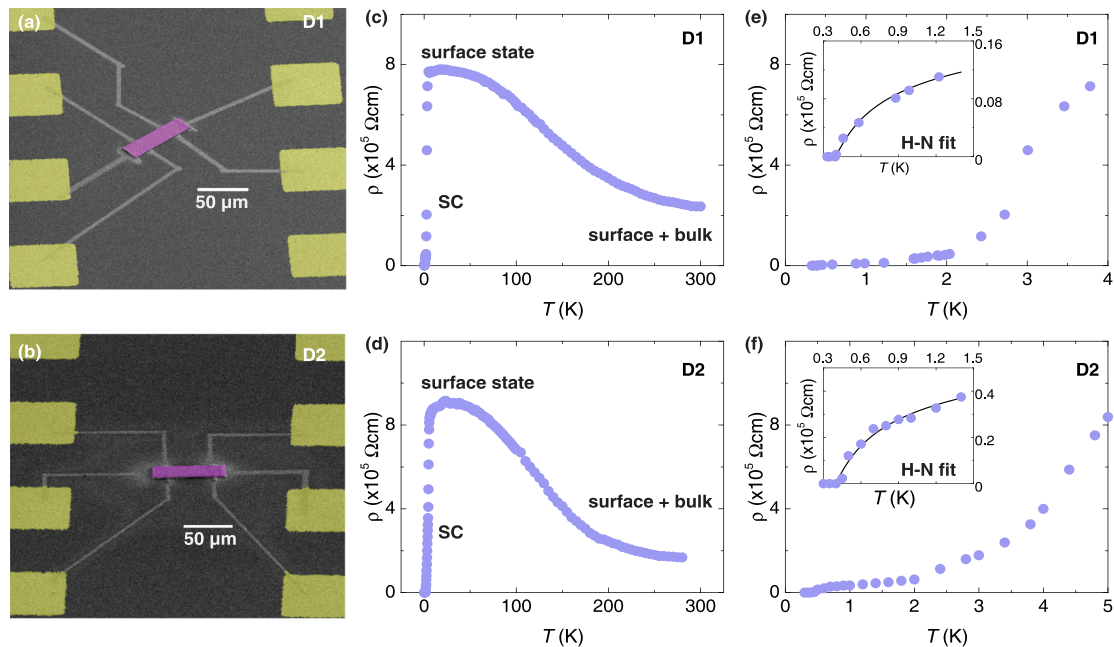 (a)
D1
50 μm
(b)
D2
50 μm
(c)
D1
surface state
SC
surface + bulk
ρ (x10⁵ Ωcm)
8
4
0
0
100
200
300
T (K)
(d)
D2
surface state
surface + bulk
SC
ρ (x10⁵ Ωcm)
8
4
0
0
100
200
300
T (K)
(e)
D1
0.3
0.6
0.9
1.2
1.5
0.16
0.08
0
ρ (x10⁵ Ωcm)
H-N fit
T (K)
ρ (x10⁵ Ωcm)
8
4
0
0
1
2
3
4
T (K)
(f)
D2
0.3
0.6
0.9
1.2
1.5
0.4
0.2
0
ρ (x10⁵ Ωcm)
H-N fit
T (K)
ρ (x10⁵ Ωcm)
8
4
0
0
1
2
3
4
5
T (K)